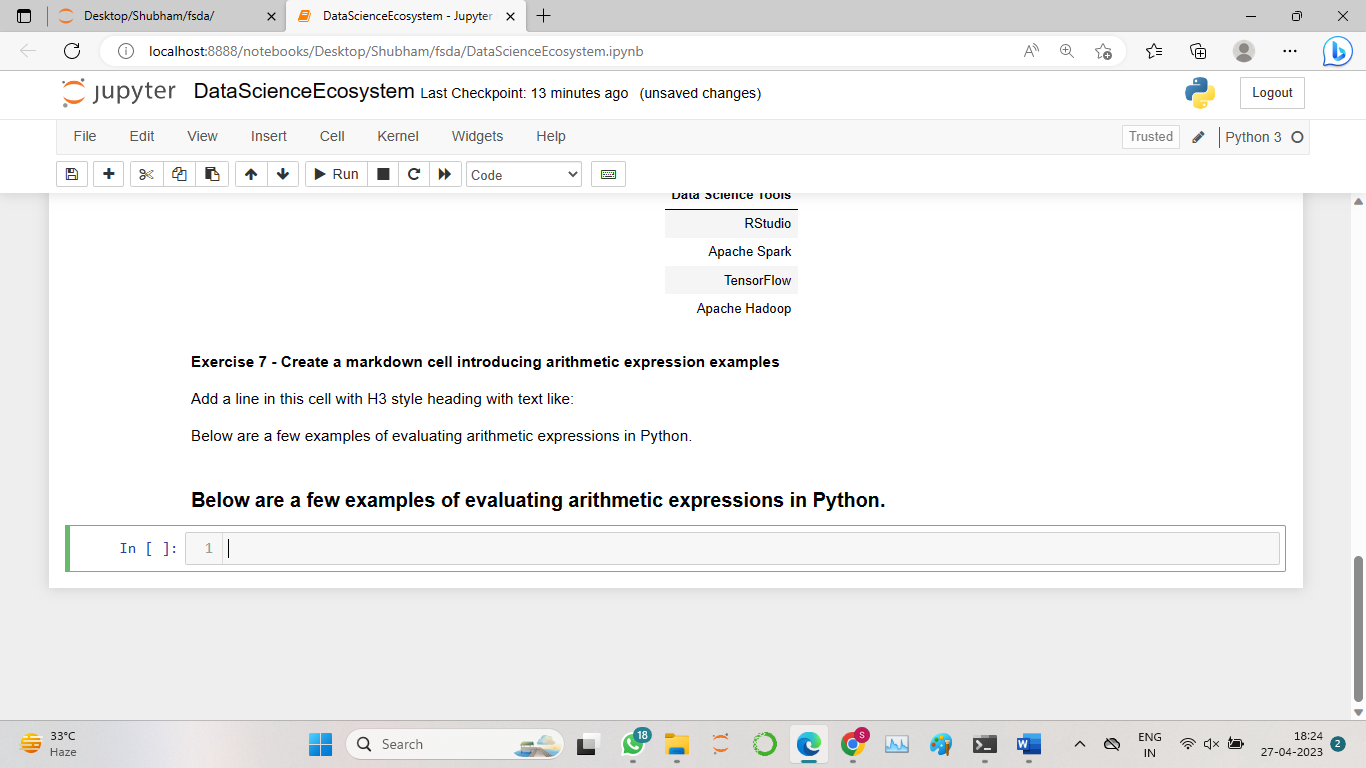 Desktop/Shubham/fsda/
DataScienceEcosystem - Jupyter
localhost:8888/notebooks/Desktop/Shubham/fsda/DataScienceEcosystem.ipynb
jupyter DataScienceEcosystem Last Checkpoint: 13 minutes ago (unsaved changes)
Logout
File Edit View Insert Cell Kernel Widgets Help
Trusted Python 3
Run Code
Data Science Tools
RStudio
Apache Spark
TensorFlow
Apache Hadoop
Exercise 7 - Create a markdown cell introducing arithmetic expression examples
Add a line in this cell with H3 style heading with text like:
Below are a few examples of evaluating arithmetic expressions in Python.
Below are a few examples of evaluating arithmetic expressions in Python.
In [ ]: 1
33°C
Haze
Search
18
S
ENG
IN
18:24
27-04-2023
2